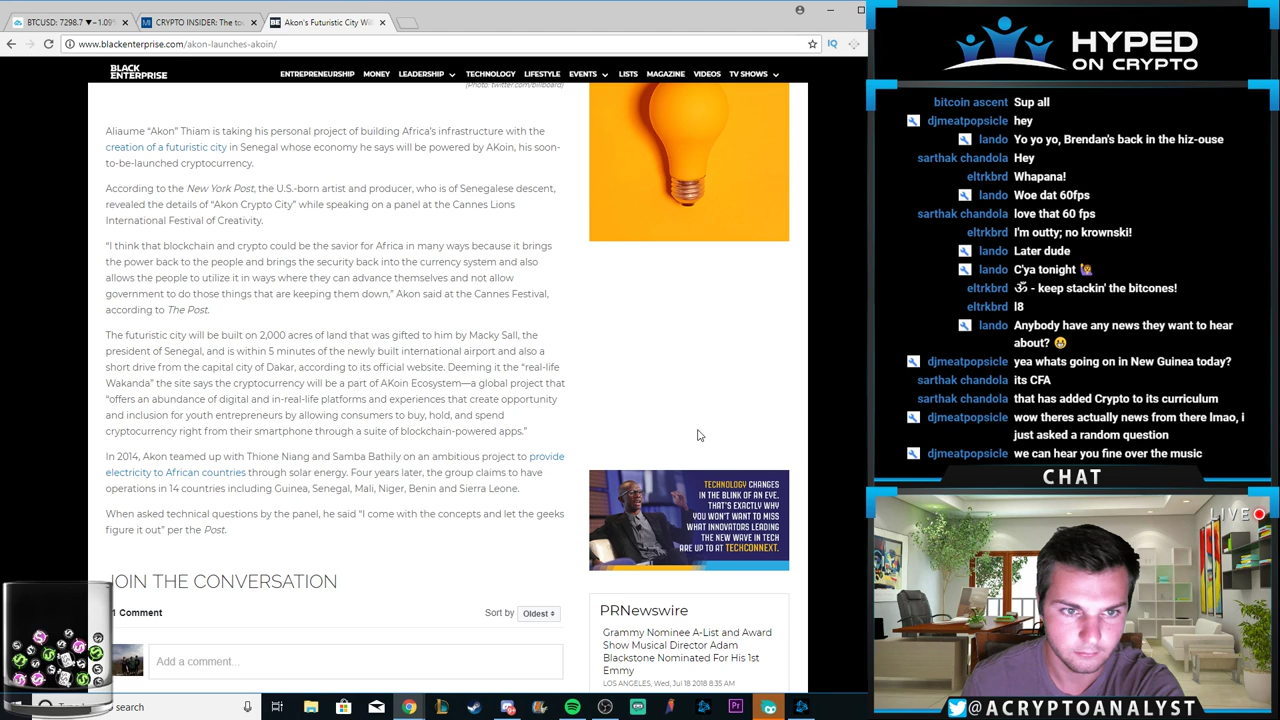 BTCUSD: 7298.7 ▼−1.09%
CRYPTO INSIDER: The to
Akon's Futuristic City Wi
www.blackenterprise.com/akon-launches-akoin/
BLACK
ENTERPRISE
ENTREPRENEURSHIP MONEY LEADERSHIP TECHNOLOGY LIFESTYLE EVENTS LISTS MAGAZINE VIDEOS TV SHOWS
(Photo: twitter.com/billboard)
Aliaume “Akon” Thiam is taking his personal project of building Africa’s infrastructure with the
creation of a futuristic city in Senegal whose economy he says will be powered by AKoin, his soon-
to-be-launched cryptocurrency.
According to the New York Post, the U.S.-born artist and producer, who is of Senegalese descent,
revealed the details of “Akon Crypto City” while speaking on a panel at the Cannes Lions
International Festival of Creativity.
“I think that blockchain and crypto could be the savior for Africa in many ways because it brings
the power back to the people and brings the security back into the currency system and also
allows the people to utilize it in ways where they can advance themselves and not allow
government to do those things that are keeping them down,” Akon said at the Cannes Festival,
according to The Post.
The futuristic city will be built on 2,000 acres of land that was gifted to him by Macky Sall, the
president of Senegal, and is within 5 minutes of the newly built international airport and also a
short drive from the capital city of Dakar, according to its official website. Deeming it the “real-life
Wakanda” the site says the cryptocurrency will be a part of AKoin Ecosystem—a global project that
“offers an abundance of digital and in-real-life platforms and experiences that create opportunity
and inclusion for youth entrepreneurs by allowing consumers to buy, hold, and spend
cryptocurrency right from their smartphone through a suite of blockchain-powered apps.”
In 2014, Akon teamed up with Thione Niang and Samba Bathily on an ambitious project to provide
electricity to African countries through solar energy. Four years later, the group claims to have
operations in 14 countries including Guinea, Senegal, Mali, Niger, Benin and Sierra Leone.
When asked technical questions by the panel, he said “I come with the concepts and let the geeks
figure it out” per the Post.
JOIN THE CONVERSATION
1 Comment
Sort by Oldest
Add a comment...
TECHNOLOGY CHANGES
IN THE BLINK OF AN EYE.
THAT'S EXACTLY WHY
YOU WON'T WANT TO MISS
WHAT INNOVATORS LEADING
THE NEW WAVE IN TECH
ARE UP TO AT TECHCONNEXT.
PRNewswire
Grammy Nominee A-List and Award
Show Musical Director Adam
Blackstone Nominated For His 1st
Emmy
LOS ANGELES, Wed, Jul 18 2018 8:35 AM
search
HYPED
ON CRYPTO
bitcoin ascent Sup all
djmeatpopsicle hey
lando Yo yo yo, Brendan's back in the hiz-ouse
sarthak chandola Hey
eltrkbrd Whapana!
lando Woe dat 60fps
sarthak chandola love that 60 fps
eltrkbrd I'm outty; no krownski!
lando Later dude
lando C'ya tonight 🙋
eltrkbrd ॐ - keep stackin' the bitcones!
eltrkbrd l8
lando Anybody have any news they want to hear
about? 😁
djmeatpopsicle yea whats going on in New Guinea today?
sarthak chandola its CFA
sarthak chandola that has added Crypto to its curriculum
djmeatpopsicle wow theres actually news from there lmao, i
just asked a random question
djmeatpopsicle we can hear you fine over the music
CHAT
LIVE
@ACRYPTOANALYST